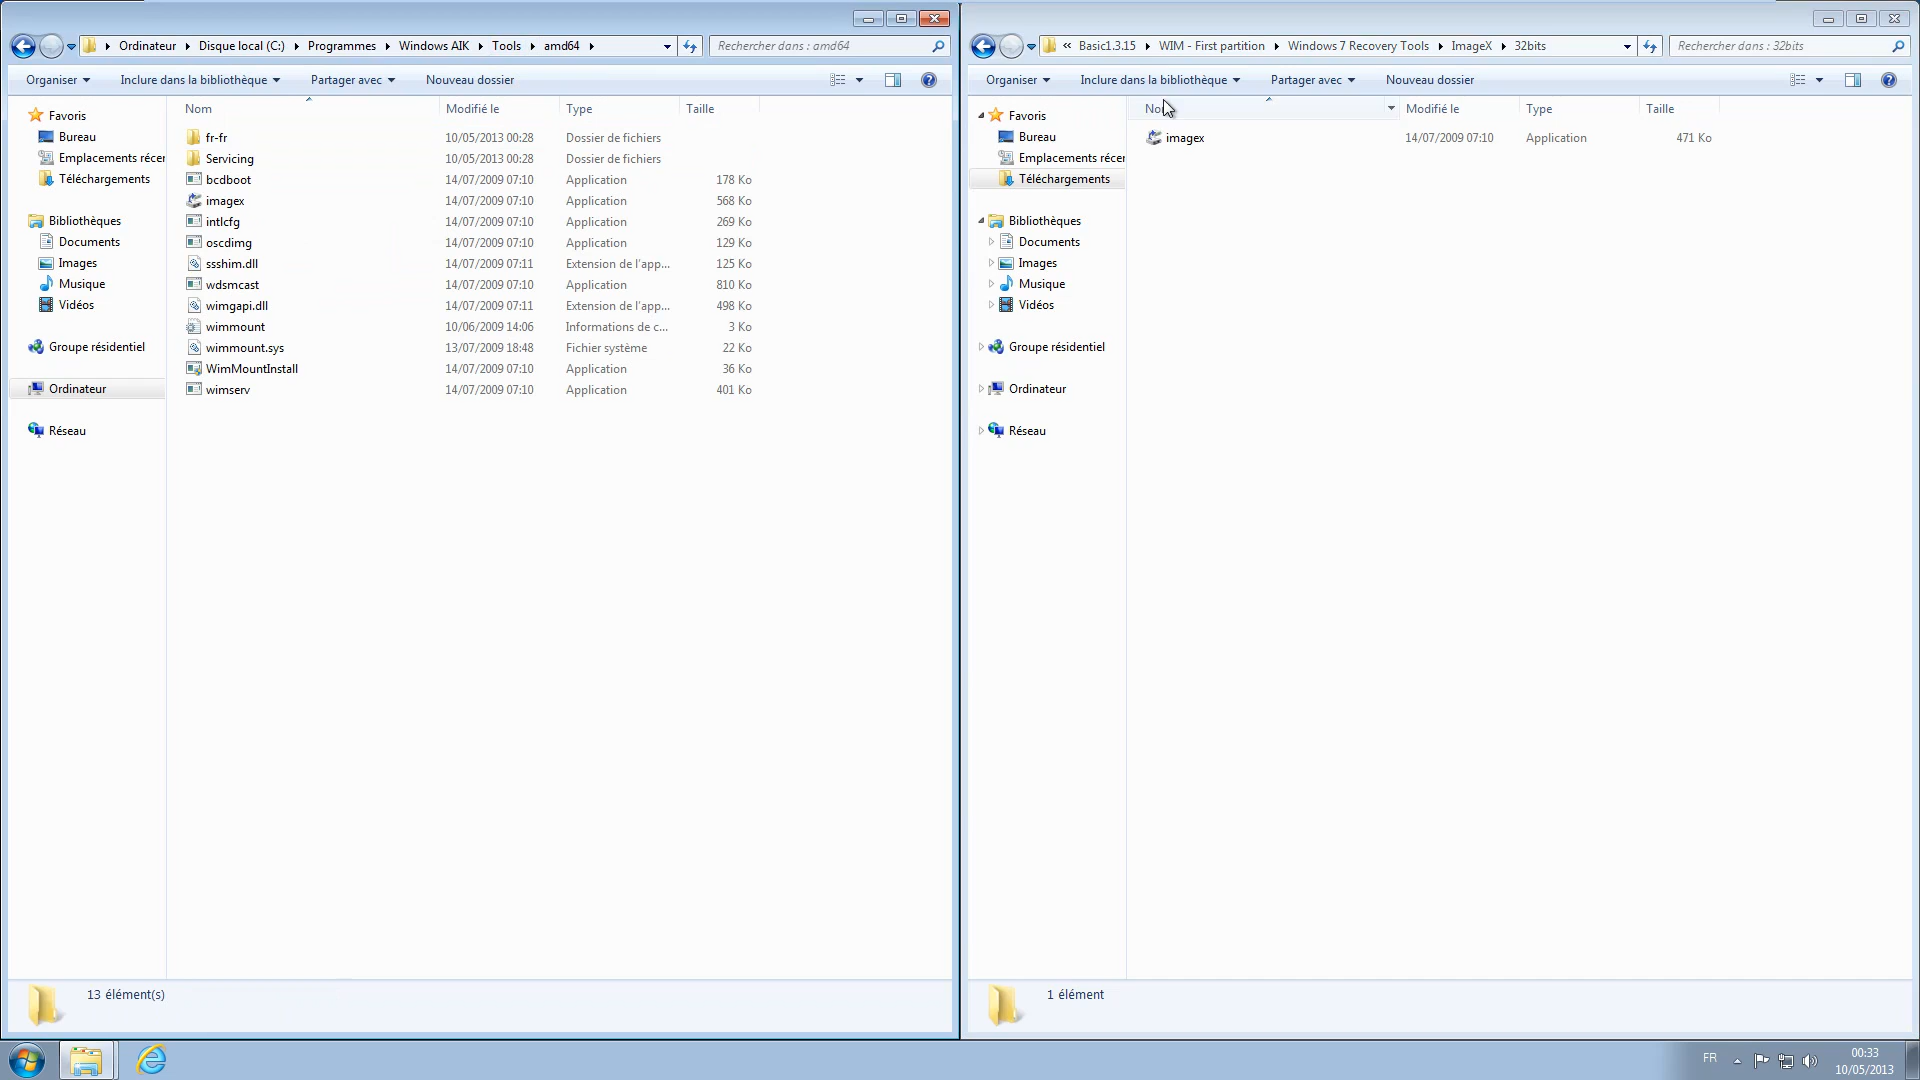 Ordinateur Disque local (C:) Programmes Windows AIK Tools amd64
Rechercher dans : amd64
Organiser Inclure dans la bibliothèque Partager avec Nouveau dossier
Favoris
Bureau
Emplacements récer
Téléchargements
Bibliothèques
Documents
Images
Musique
Vidéos
Groupe résidentiel
Ordinateur
Réseau
Nom Modifié le Type Taille
fr-fr 10/05/2013 00:28 Dossier de fichiers
Servicing 10/05/2013 00:28 Dossier de fichiers
bcdboot 14/07/2009 07:10 Application 178 Ko
imagex 14/07/2009 07:10 Application 568 Ko
intlcfg 14/07/2009 07:10 Application 269 Ko
oscdimg 14/07/2009 07:10 Application 129 Ko
ssshim.dll 14/07/2009 07:11 Extension de l'app... 125 Ko
wdsmcast 14/07/2009 07:10 Application 810 Ko
wimgapi.dll 14/07/2009 07:11 Extension de l'app... 498 Ko
wimmount 10/06/2009 14:06 Informations de c... 3 Ko
wimmount.sys 13/07/2009 18:48 Fichier système 22 Ko
WimMountInstall 14/07/2009 07:10 Application 36 Ko
wimserv 14/07/2009 07:10 Application 401 Ko
13 élément(s)
« Basic1.3.15 WIM - First partition Windows 7 Recovery Tools ImageX 32bits
Rechercher dans : 32bits
Organiser Inclure dans la bibliothèque Partager avec Nouveau dossier
Favoris
Bureau
Emplacements récer
Téléchargements
Bibliothèques
Documents
Images
Musique
Vidéos
Groupe résidentiel
Ordinateur
Réseau
Modifié le Type Taille
imagex 14/07/2009 07:10 Application 471 Ko
1 élément
FR
00:33
10/05/2013